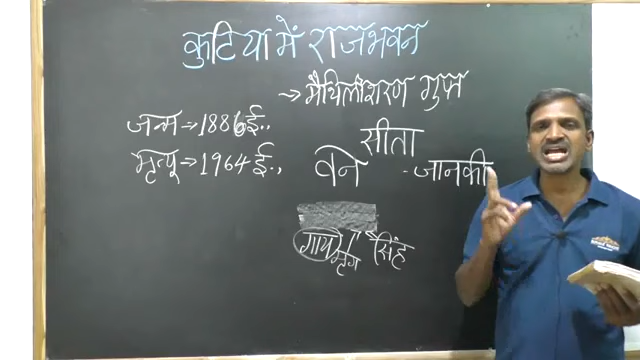 कुटिया में राजभवन
→ मैथिलीशरण गुप्त
जन्म → 1886 ई.,
मृत्यू → 1964 ई.,
सीता
वने - जानकी
गाय मृग सिंह